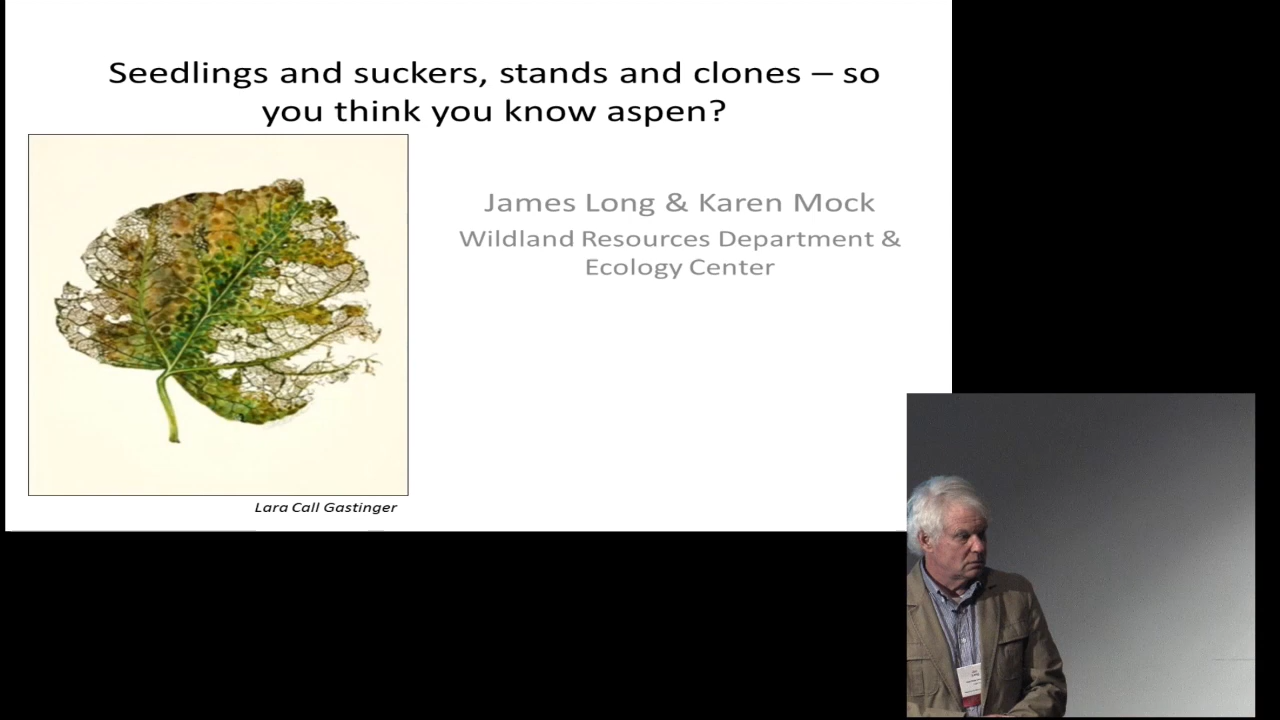 Seedlings and suckers, stands and clones – so
you think you know aspen?
James Long & Karen Mock
Wildland Resources Department &
Ecology Center
Lara Call Gastinger